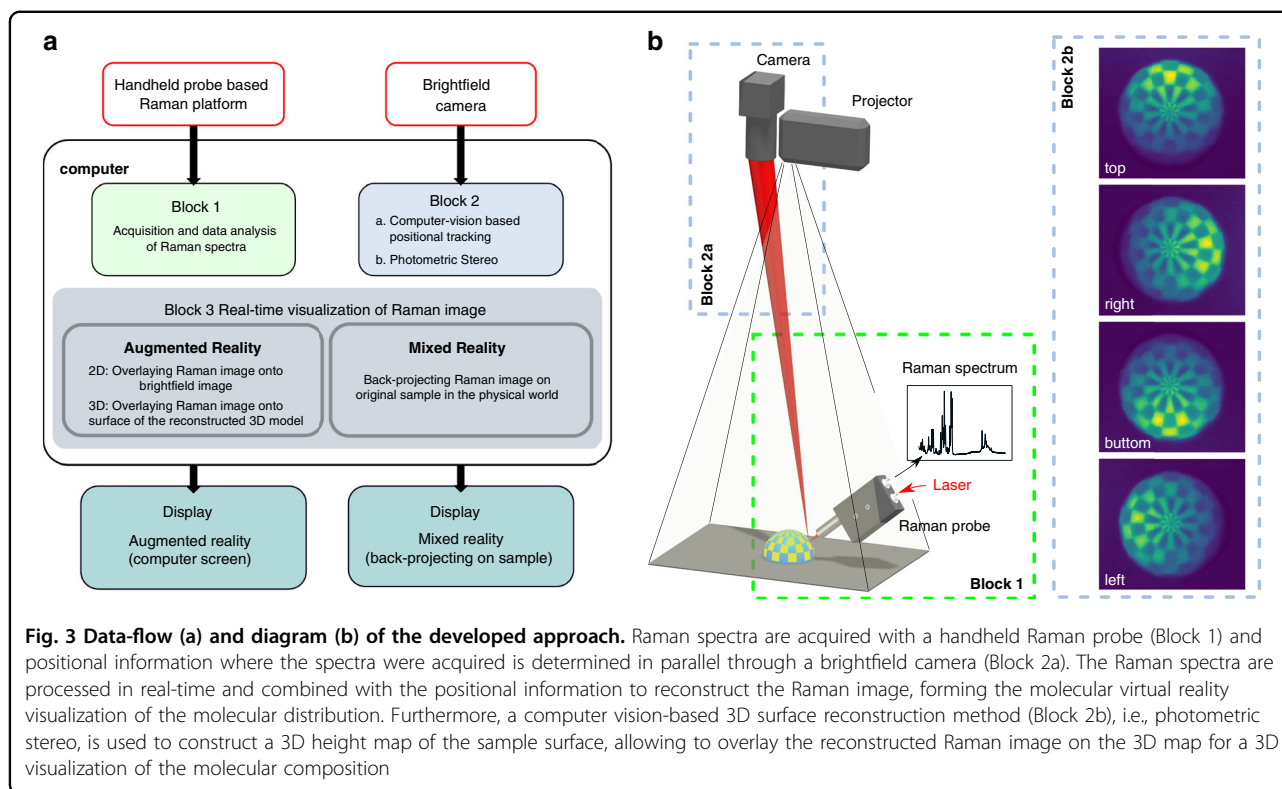 a
Handheld probe based
Raman platform
Brightfield
camera
computer
Block 1
Acquisition and data analysis
of Raman spectra
Block 2
a. Computer-vision based
positional tracking
b. Photometric Stereo
Block 3 Real-time visualization of Raman image
Augmented Reality
2D: Overlaying Raman image onto
brightfield image
3D: Overlaying Raman image onto
surface of the reconstructed 3D model
Mixed Reality
Back-projecting Raman image on
original sample in the physical world
Display
Augmented reality
(computer screen)
Display
Mixed reality
(back-projecting on sample)
b
Camera
Projector
Block 2a
Raman spectrum
Laser
Raman probe
Block 1
Block 2b
top
right
buttom
left
Fig. 3 Data-flow (a) and diagram (b) of the developed approach. Raman spectra are acquired with a handheld Raman probe (Block 1) and
positional information where the spectra were acquired is determined in parallel through a brightfield camera (Block 2a). The Raman spectra are
processed in real-time and combined with the positional information to reconstruct the Raman image, forming the molecular virtual reality
visualization of the molecular distribution. Furthermore, a computer vision-based 3D surface reconstruction method (Block 2b), i.e., photometric
stereo, is used to construct a 3D height map of the sample surface, allowing to overlay the reconstructed Raman image on the 3D map for a 3D
visualization of the molecular composition